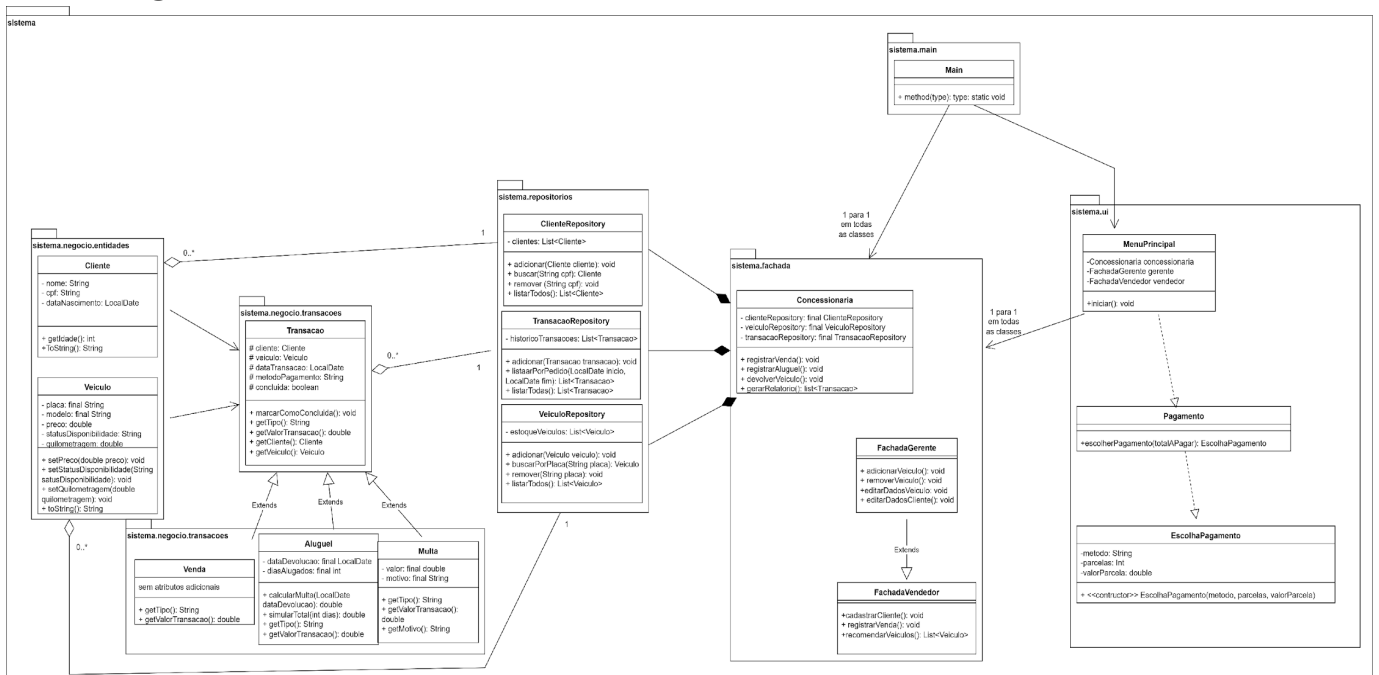 sistema
sistema.main
Main
+ method(type): type: static void
sistema.repositorios
ClienteRepository
- clientes: List<Cliente>
+ adicionar(Cliente cliente): void
+ buscar(String cpf): Cliente
+ remover (String cpf): void
+ listarTodos(): List<Cliente>
TransacaoRepository
- historicoTransacoes: List<Transacao>
+ adicionar(Transacao transacao): void
+ listaarPorPedido(LocalDate inicio,
LocalDate fim): List<Transacao>
+ listarTodas(): List<Transacao>
VeiculoRepository
- estoqueVeiculos: List<Veiculo>
+ adicionar(Veiculo veiculo): void
+ buscarPorPlaca(String placa): Veiculo
+ remover(String placa): void
+ listarTodos(): List<Veiculo>
1
1
1
0..*
0..*
0..*
sistema.negocio.entidades
Cliente
- nome: String
- cpf: String
- dataNascimento: LocalDate
+ getIdade(): int
+ToString(): String
Veiculo
- placa: final String
- modelo: final String
- preco: double
- statusDisponibilidade: String
- quilometragem: double
+ setPreco(double preco): void
+ setStatusDisponibilidade(String
satusDisponibilidade): void
+ setQuilometragem(double
quilometragem): void
+ toString(): String
sistema.negocio.transacoes
Transacao
# cliente: Cliente
# veiculo: Veiculo
# dataTransacao: LocalDate
# metodoPagamento: String
# concluida: boolean
+ marcarComoConcluida(): void
+ getTipo(): String
+ getValorTransacao(): double
+ getCliente(): Cliente
+ getVeiculo(): Veiculo
Extends
Extends
Extends
sistema.negocio.transacoes
Venda
sem atributos adicionais
+ getTipo(): String
+ getValorTransacao(): double
Aluguel
- dataDevolucao: final LocalDate
- diasAlugados: final int
+ calcularMulta(LocalDate
dataDevolucao): double
+ simularTotal(int dias): double
+ getTipo(): String
+ getValorTransacao(): double
Multa
- valor: final double
- motivo: final String
+ getTipo(): String
+ getValorTransacao():
double
+ getMotivo(): String
1 para 1
em todas
as classes
sistema.fachada
Concessionaria
- clienteRepository: final ClienteRepository
- veiculoRepository: final VeiculoRepository
- transacaoRepository: final TransacaoRepository
+ registrarVenda(): void
+ registrarAluguel(): void
+ devolverVeiculo(): void
+ gerarRelatorio(): list<Transacao>
FachadaGerente
+ adicionarVeiculo(): void
+ removerVeiculo(): void
+editarDadosVeiculo: void
+ editarDadosCliente(): void
Extends
FachadaVendedor
+cadastrarCliente(): void
+ registrarVenda(): void
+recomendarVeiculos(): List<Veiculo>
1 para 1
em todas
as classes
sistema.ui
MenuPrincipal
-Concessionaria concessionaria
-FachadaGerente gerente
-FachadaVendedor vendedor
+iniciar(): void
Pagamento
+escolherPagamento(totalAPagar): EscolhaPagamento
EscolhaPagamento
-metodo: String
-parcelas: Int
-valorParcela: double
+ <<contructor>> EscolhaPagamento(metodo, parcelas, valorParcela)